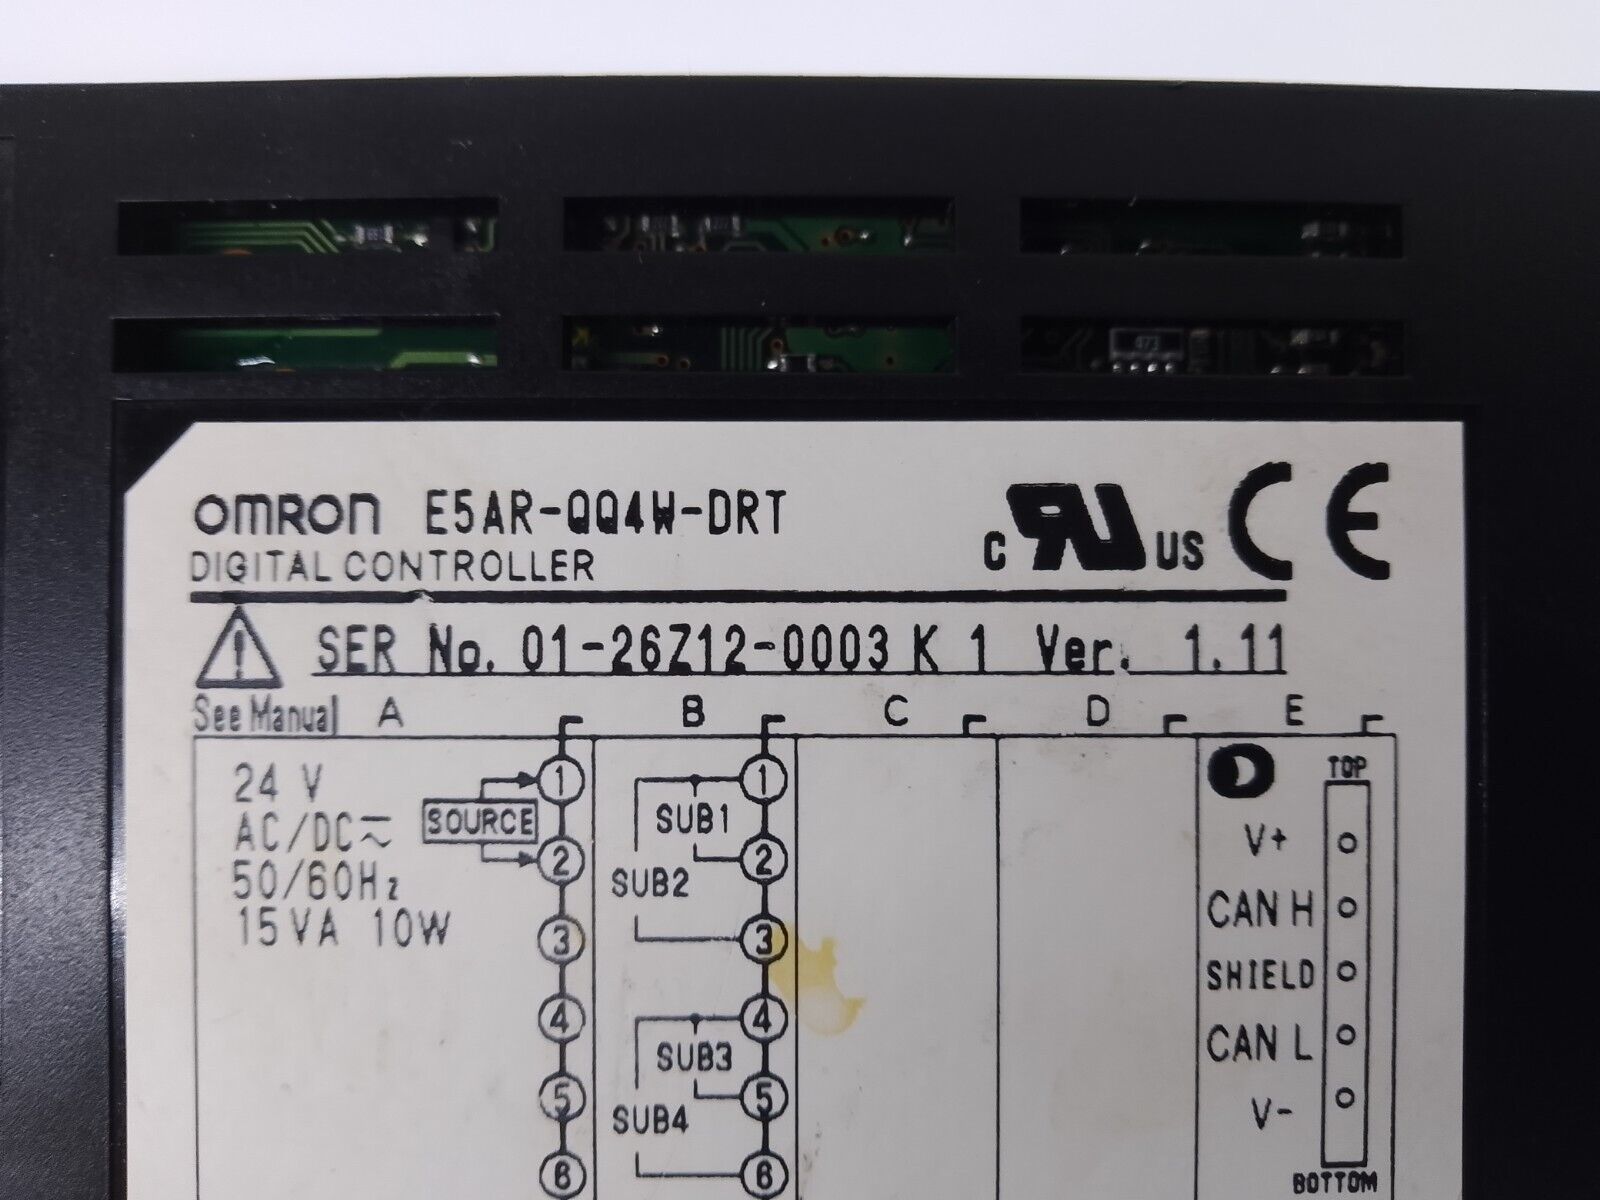 473
OMRON E5AR-QQ4W-DRT
DIGITAL CONTROLLER
c RU US CE
SER No. 01-26Z12-0003 K 1 Ver. 1.11
See Manual A B C D E
24 V
AC/DC
50/60Hz
15VA 10W
SOURCE
1
2
3
4
5
6
SUB1
SUB2
SUB3
SUB4
1
2
3
4
5
6
TOP
V+
CAN H
SHIELD
CAN L
V-
BOTTOM